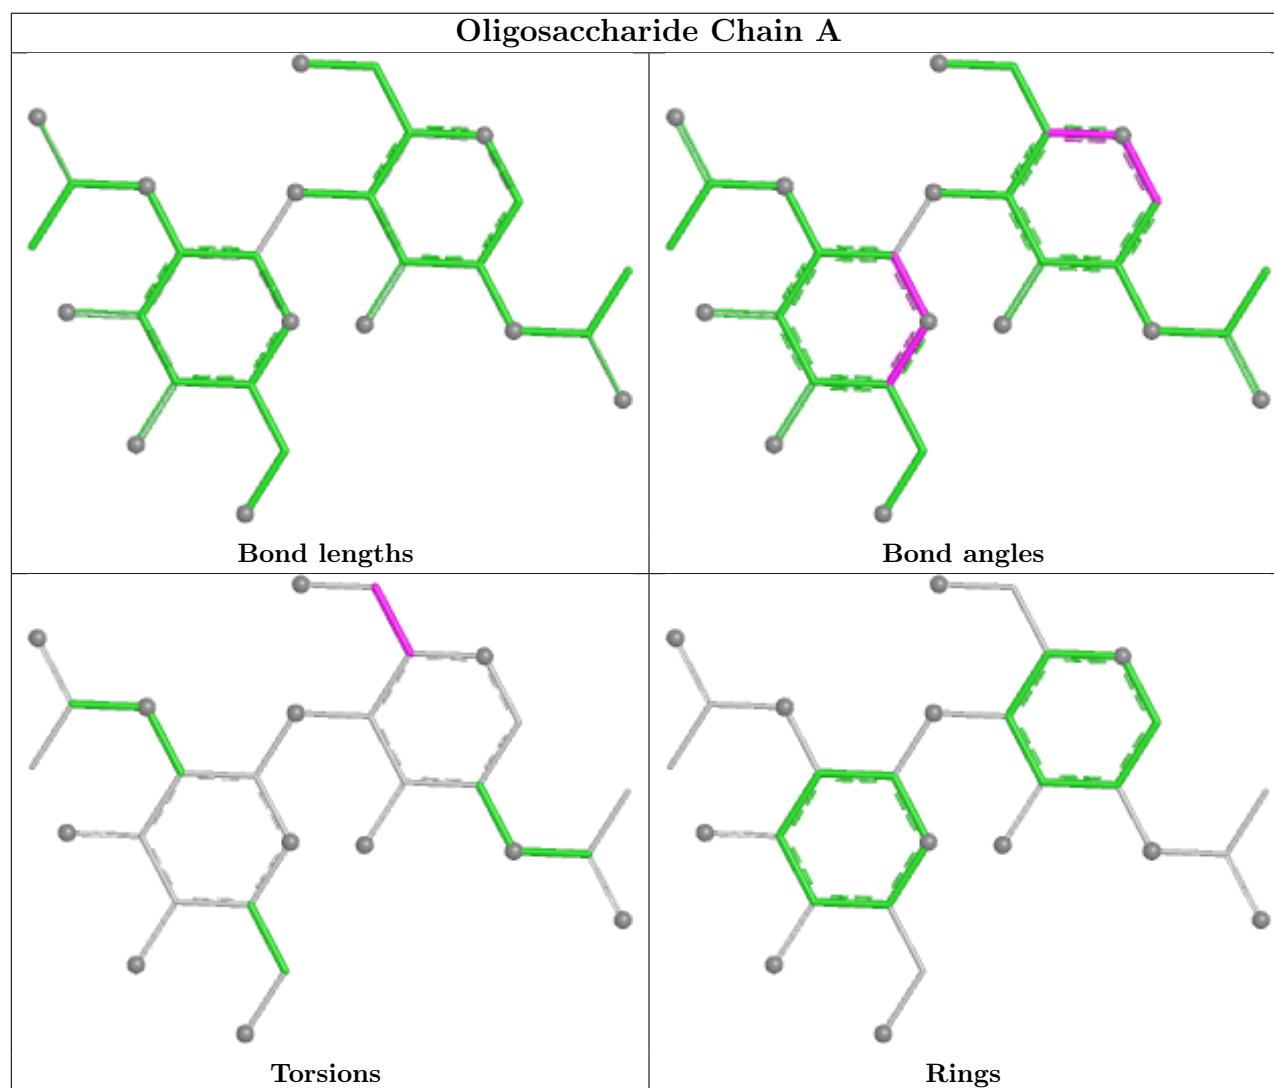 Oligosaccharide Chain A
Bond lengths
Bond angles
Torsions
Rings